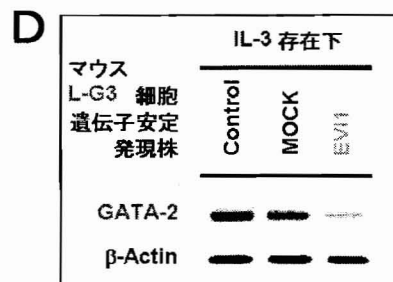 D
IL-3 存在下
マウス
L-G3 細胞
遺伝子安定
発現株
Control
MOCK
EVI1
GATA-2
β-Actin